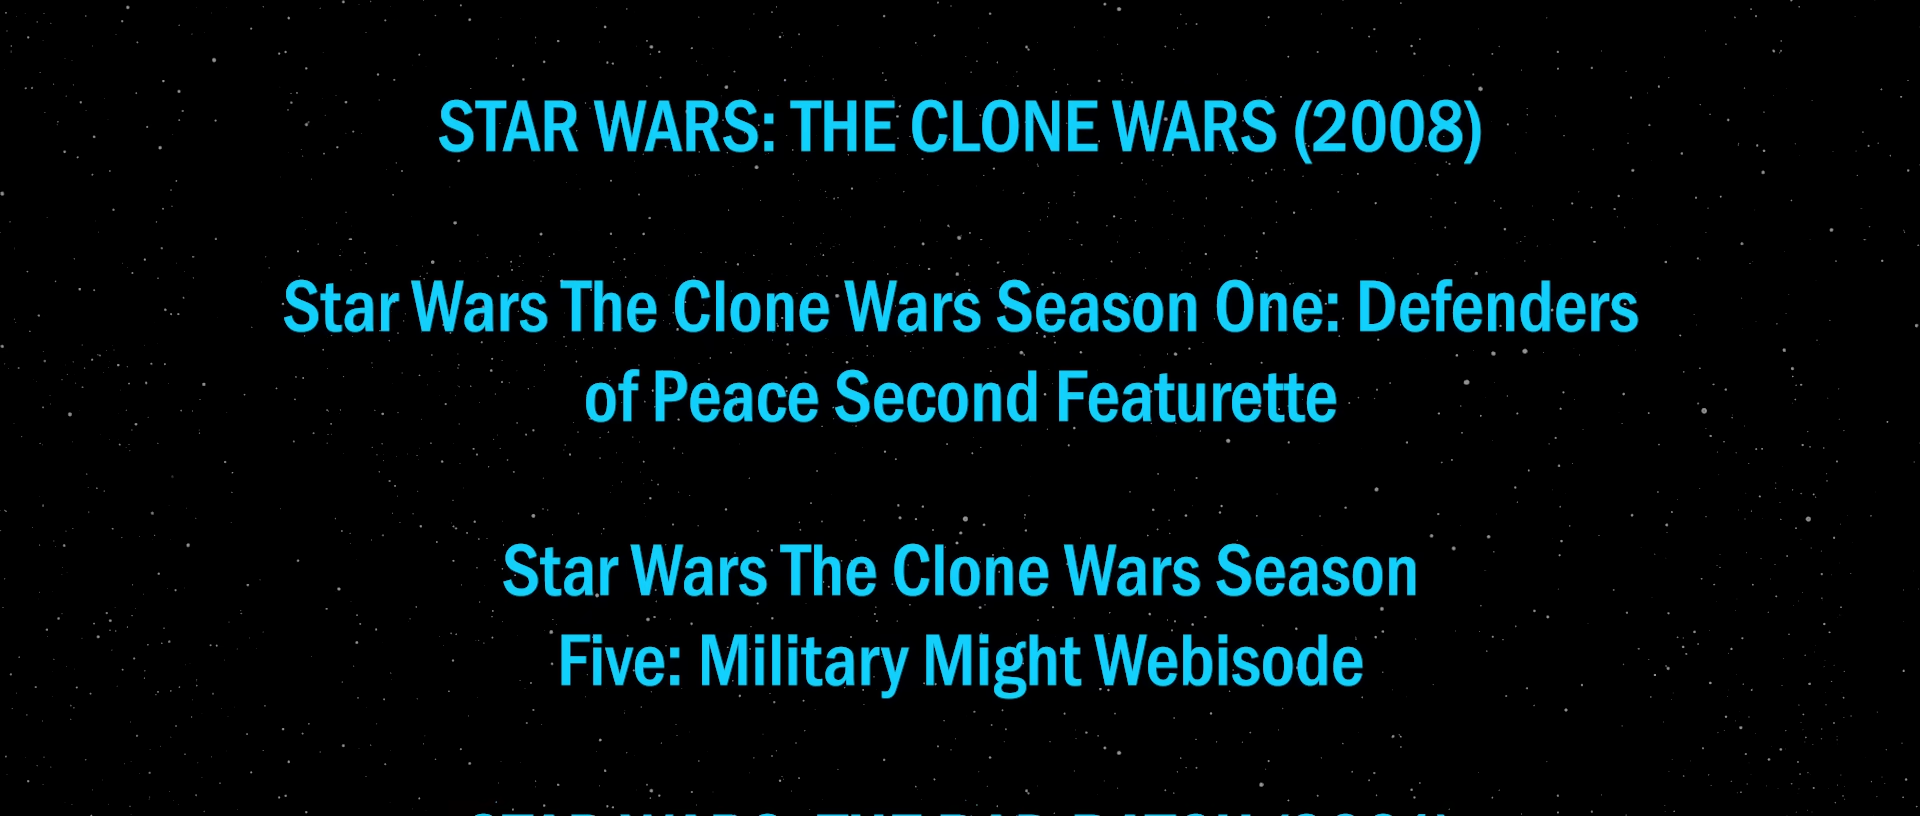 STAR WARS: THE CLONE WARS (2008)
Star Wars The Clone Wars Season One: Defenders
of Peace Second Featurette
Star Wars The Clone Wars Season
Five: Military Might Webisode